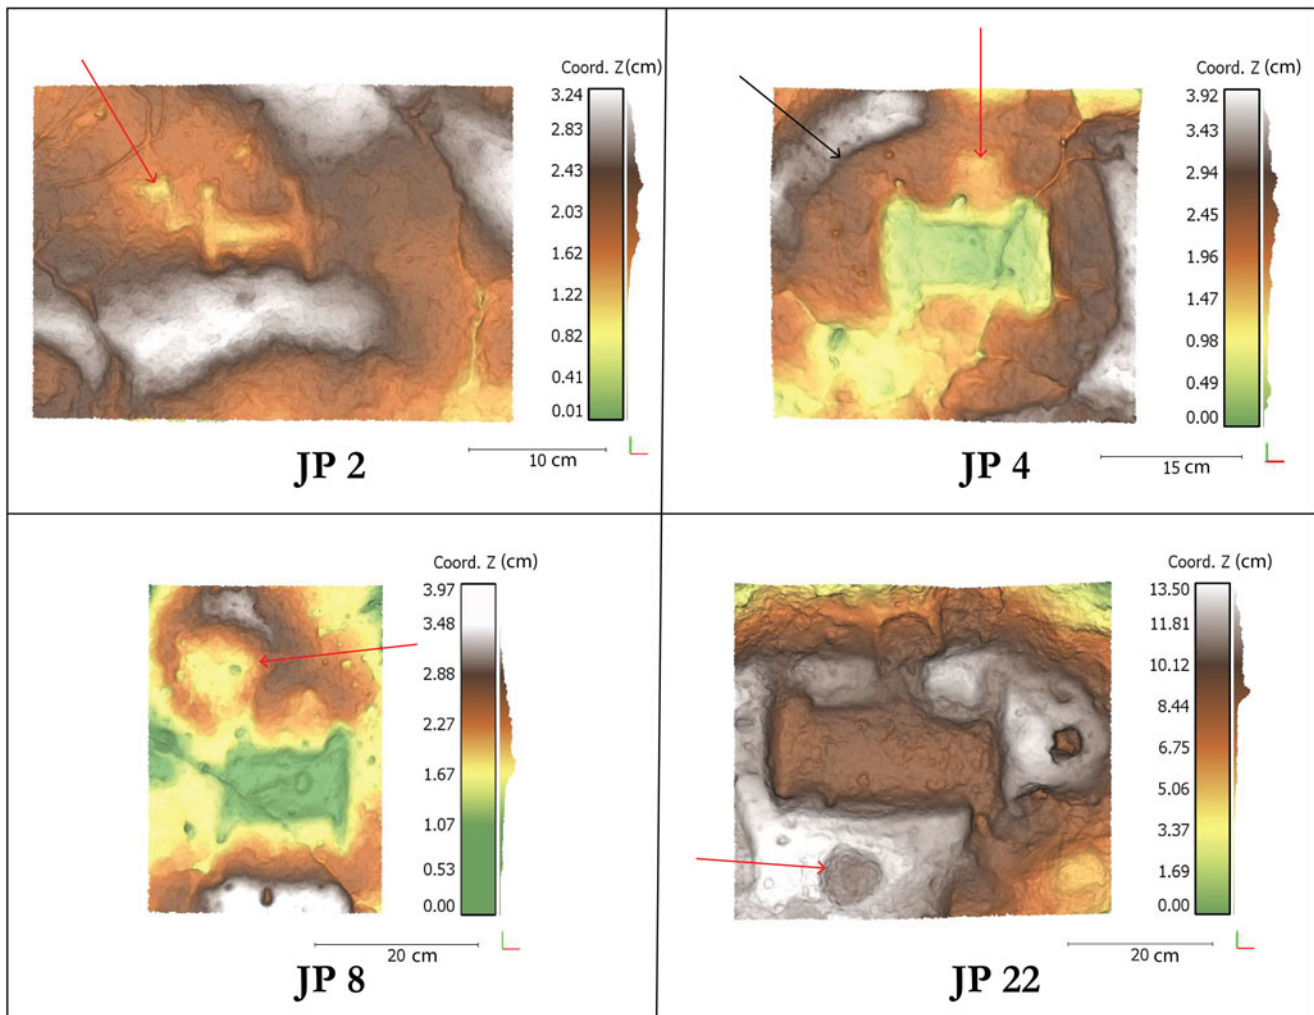 Coord. Z (cm)
3.24
2.83
2.43
2.03
1.62
1.22
0.82
0.41
0.01
10 cm
JP 2
Coord. Z (cm)
3.92
3.43
2.94
2.45
1.96
1.47
0.98
0.49
0.00
15 cm
JP 4
Coord. Z (cm)
3.97
3.48
2.88
2.27
1.67
1.07
0.53
0.00
20 cm
JP 8
Coord. Z (cm)
13.50
11.81
10.12
8.44
6.75
5.06
3.37
1.69
0.00
20 cm
JP 22